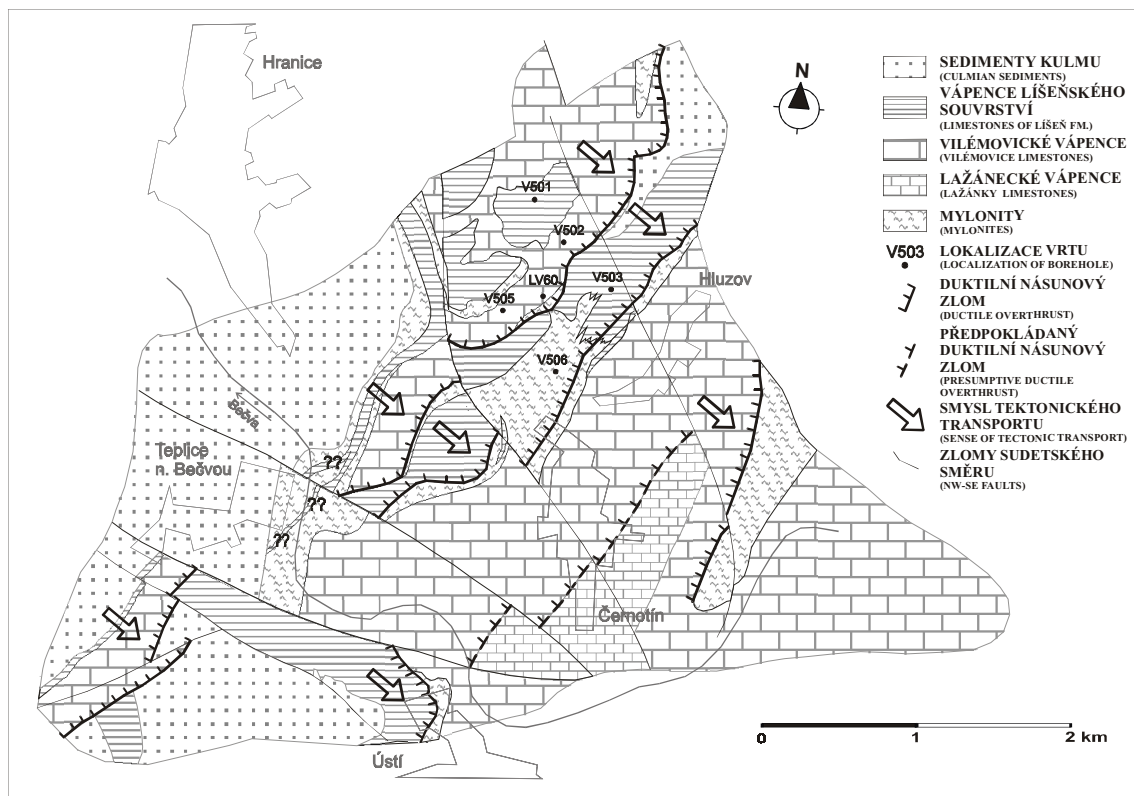 Hranice
N
V501
V502
LV60
V503
V505
Hluzov
V506
Bečva
Teplice
n. Bečvou
??
??
??
Černotín
Ústí
0
1
2 km
SEDIMENTY KULMU
(CULMIAN SEDIMENTS)
VÁPENCE LÍŠEŇSKÉHO
SOUVRSTVÍ
(LIMESTONES OF LÍŠEŇ FM.)
VILÉMOVICKÉ VÁPENCE
(VILÉMOVICE LIMESTONES)
LAŽÁNECKÉ VÁPENCE
(LAŽÁNKY LIMESTONES)
MYLONITY
(MYLONITES)
V503 LOKALIZACE VRTU
(LOCALIZATION OF BOREHOLE)
DUKTILNÍ NÁSUNOVÝ
ZLOM
(DUCTILE OVERTHRUST)
PŘEDPOKLÁDANÝ
DUKTILNÍ NÁSUNOVÝ
ZLOM
(PRESUMPTIVE DUCTILE
OVERTHRUST)
SMYSL TEKTONICKÉHO
TRANSPORTU
(SENSE OF TECTONIC TRANSPORT)
ZLOMY SUDETSKÉHO
SMĚRU
(NW-SE FAULTS)